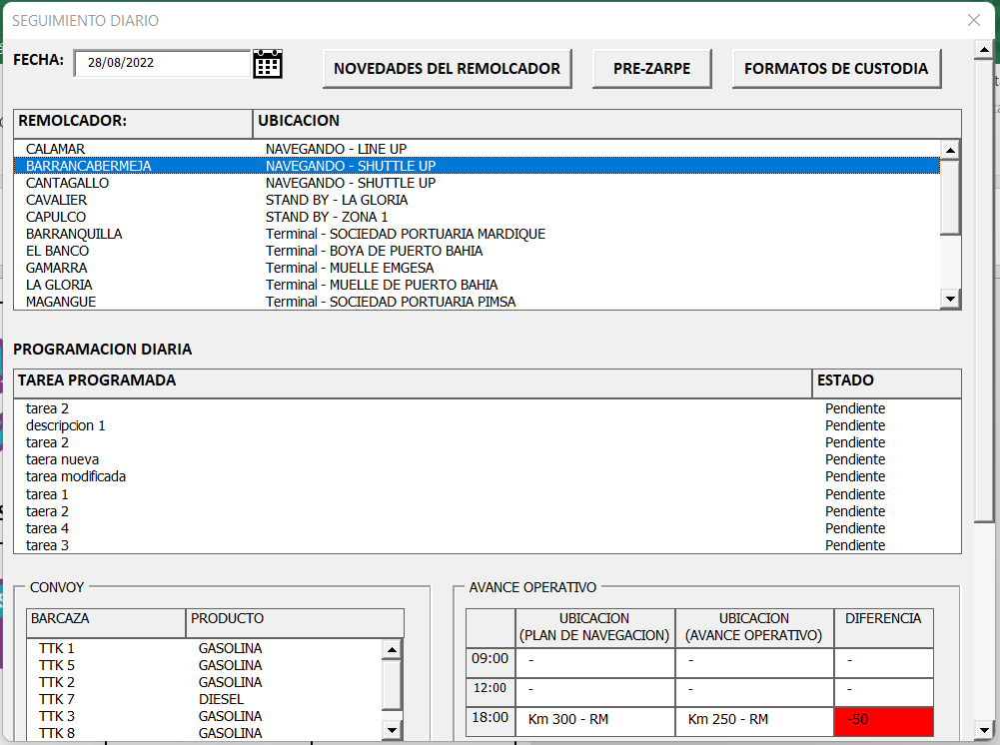 SEGUIMIENTO DIARIO
FECHA: 28/08/2022 NOVEDADES DEL REMOLCADOR PRE-ZARPE FORMATOS DE CUSTODIA
REMOLCADOR: UBICACION
CALAMAR NAVEGANDO - LINE UP
BARRANCABERMEJA NAVEGANDO - SHUTTLE UP
CANTAGALLO NAVEGANDO - SHUTTLE UP
CAVALIER STAND BY - LA GLORIA
CAPULCO STAND BY - ZONA 1
BARRANQUILLA Terminal - SOCIEDAD PORTUARIA MARDIQUE
EL BANCO Terminal - BOYA DE PUERTO BAHIA
GAMARRA Terminal - MUELLE EMGESA
LA GLORIA Terminal - MUELLE DE PUERTO BAHIA
MAGANGUE Terminal - SOCIEDAD PORTUARIA PIMSA
PROGRAMACION DIARIA
TAREA PROGRAMADA ESTADO
tarea 2 Pendiente
descripcion 1 Pendiente
tarea 2 Pendiente
taera nueva Pendiente
tarea modificada Pendiente
tarea 1 Pendiente
taera 2 Pendiente
tarea 4 Pendiente
tarea 3 Pendiente
CONVOY
BARCAZA PRODUCTO
TTK 1 GASOLINA
TTK 5 GASOLINA
TTK 2 GASOLINA
TTK 7 DIESEL
TTK 3 GASOLINA
TTK 8 GASOLINA
AVANCE OPERATIVO
UBICACION UBICACION DIFERENCIA
(PLAN DE NAVEGACION) (AVANCE OPERATIVO)
09:00 - - -
12:00 - - -
18:00 Km 300 - RM Km 250 - RM -50